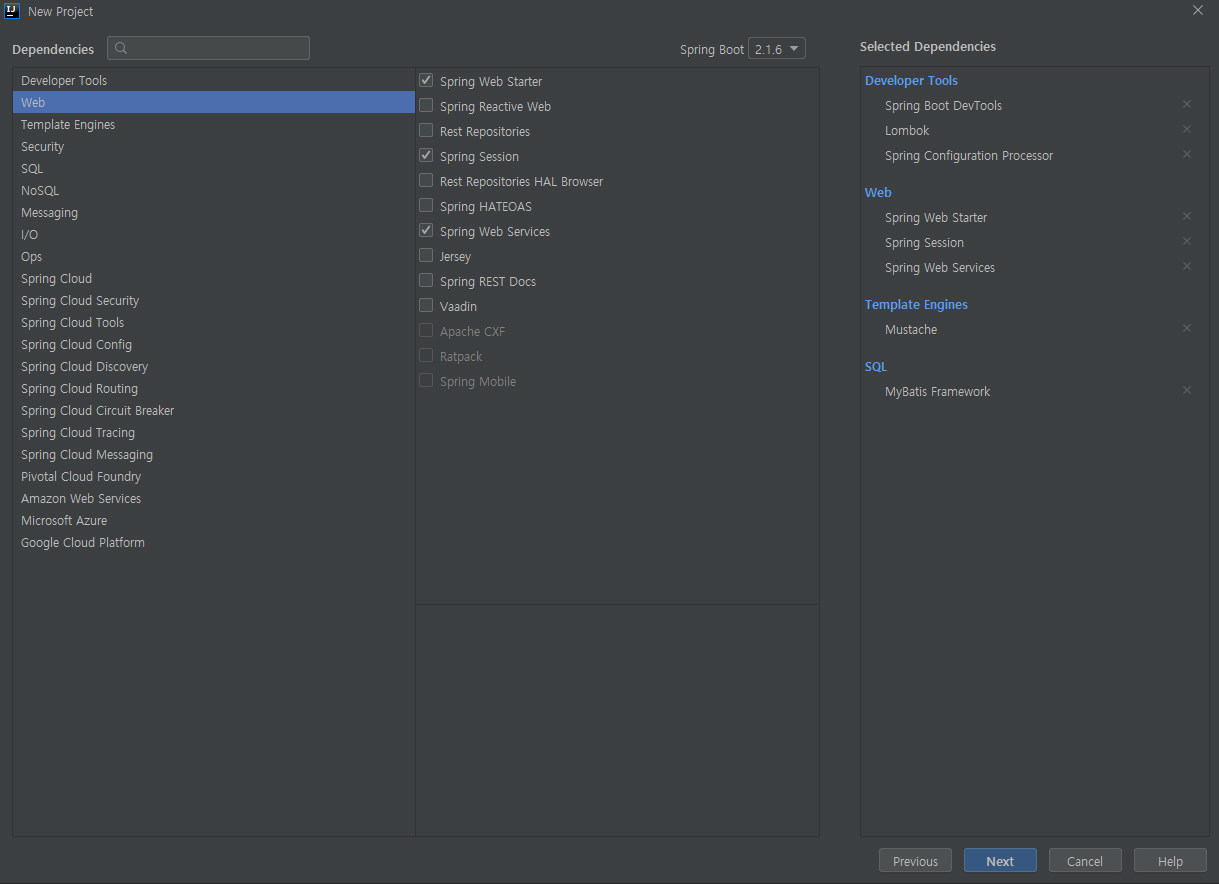 IJ
New Project
Dependencies
Spring Boot 2.1.6
Developer Tools
Web
Template Engines
Security
SQL
NoSQL
Messaging
I/O
Ops
Spring Cloud
Spring Cloud Security
Spring Cloud Tools
Spring Cloud Config
Spring Cloud Discovery
Spring Cloud Routing
Spring Cloud Circuit Breaker
Spring Cloud Tracing
Spring Cloud Messaging
Pivotal Cloud Foundry
Amazon Web Services
Microsoft Azure
Google Cloud Platform
Spring Web Starter
Spring Reactive Web
Rest Repositories
Spring Session
Rest Repositories HAL Browser
Spring HATEOAS
Spring Web Services
Jersey
Spring REST Docs
Vaadin
Apache CXF
Ratpack
Spring Mobile
Selected Dependencies
Developer Tools
Spring Boot DevTools
Lombok
Spring Configuration Processor
Web
Spring Web Starter
Spring Session
Spring Web Services
Template Engines
Mustache
SQL
MyBatis Framework
Previous
Next
Cancel
Help